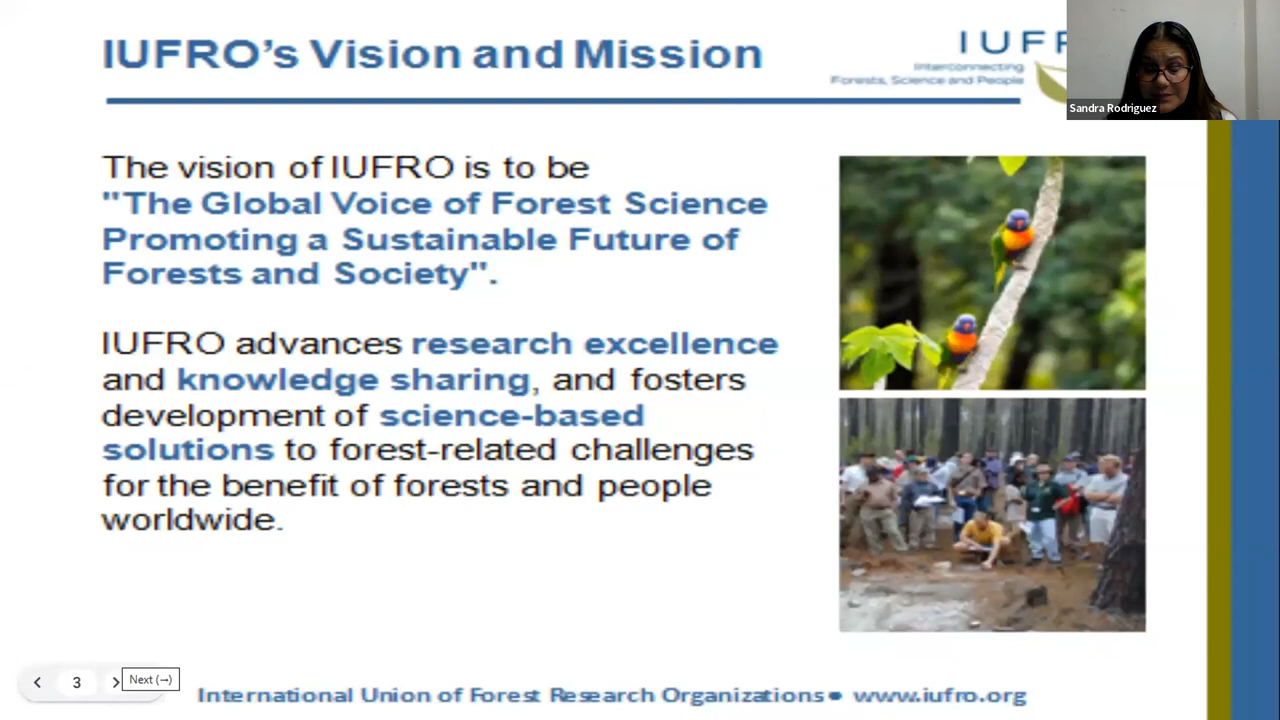 IUFRO's Vision and Mission
IUFR
Interconnecting
Forests, Science and People
Sandra Rodriguez
The vision of IUFRO is to be
"The Global Voice of Forest Science
Promoting a Sustainable Future of
Forests and Society".
IUFRO advances research excellence
and knowledge sharing, and fosters
development of science-based
solutions to forest-related challenges
for the benefit of forests and people
worldwide.
3
Next (→)
International Union of Forest Research Organizations● www.iufro.org